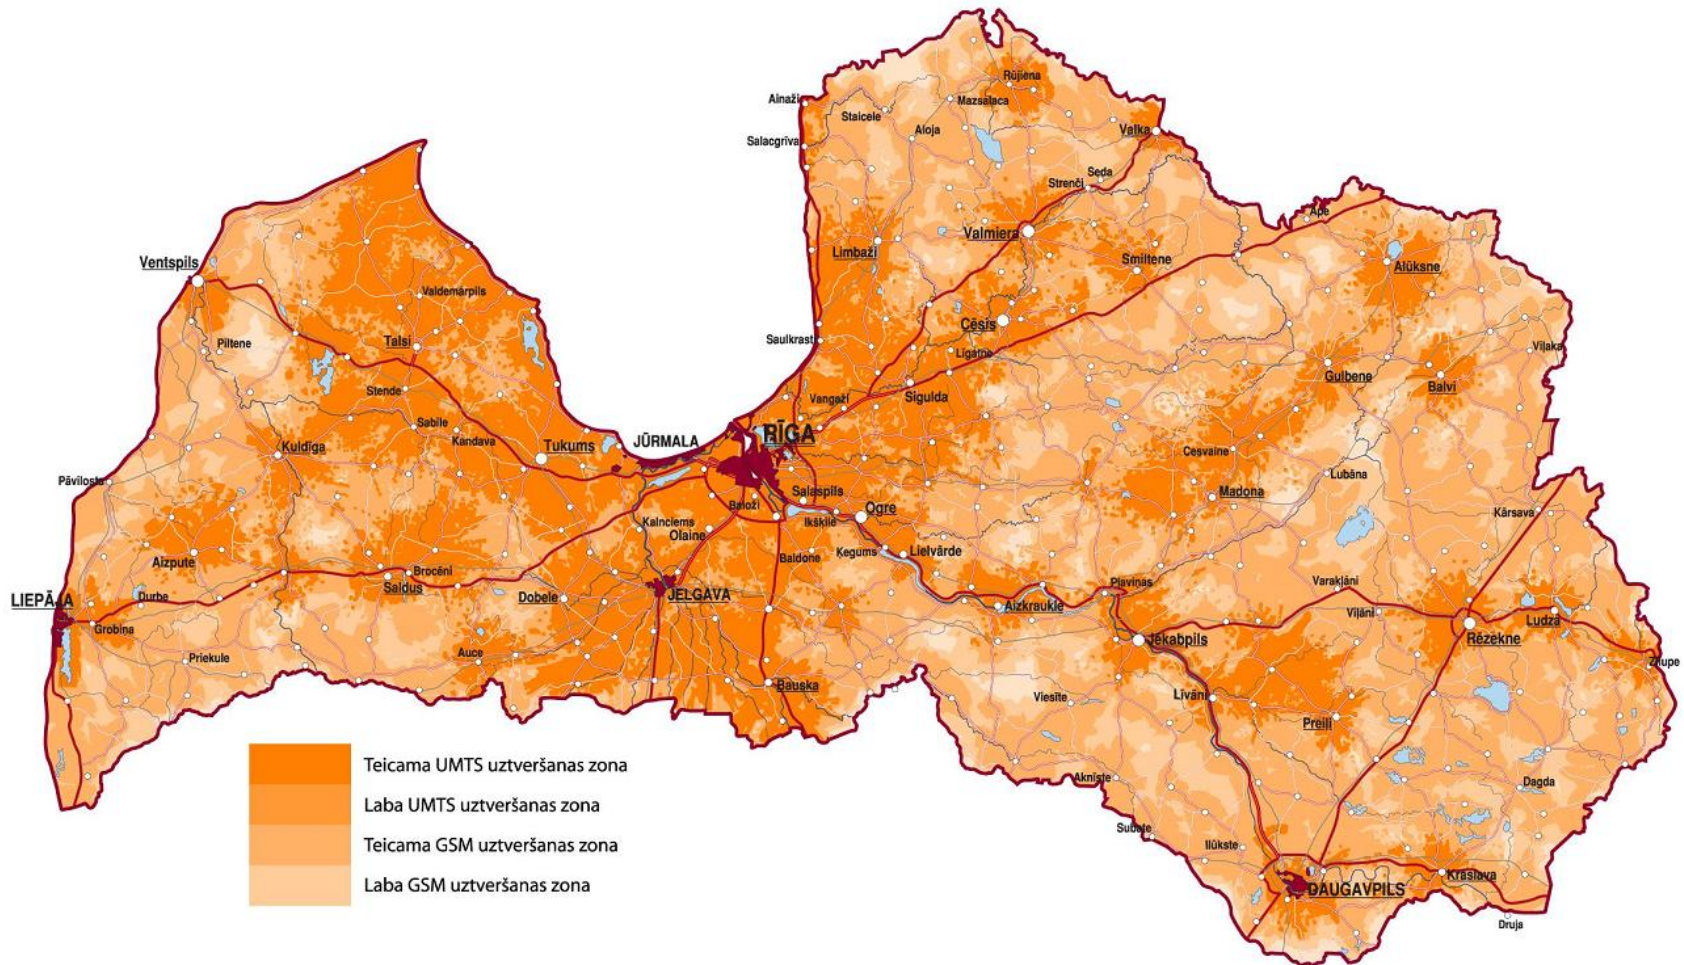 Rūjiena
Ainaži
Mazsalaca
Staicele
Aloja
Valka
Salacgrīva
Seda
Strenči
Ape
Valmiera
Limbaži
Smiltene
Ventspils
Alūksne
Valdemārpils
Cēsis
Piltene
Talsi
Saulkrast
Līgatne
Viļaka
Gulbene
Balvi
Stende
Vangaži
Sigulda
Sabile
Kandava
Kuldīga
Tukums
JŪRMALA
RĪGA
Cesvaine
Lubāna
Pāvilosta
Madona
Salaspils
Baloži
Ogre
Kārsava
Kalnciems
Olaine
Ikšķile
Aizpute
Baldone
Ķegums
Lielvārde
Brocēni
Saldus
Pļaviņas
Varakļāni
LIEPĀJA
Durbe
Dobele
JELGAVA
Aizkraukle
Viļāni
Ludza
Grobiņa
Jēkabpils
Rēzekne
Priekule
Auce
Zilupe
Bauska
Viesīte
Līvāni
Preiļi
Teicama UMTS uztveršanas zona
Aknīste
Dagda
Laba UMTS uztveršanas zona
Subate
Teicama GSM uztveršanas zona
Ilūkste
Krāslava
Laba GSM uztveršanas zona
DAUGAVPILS
Druja